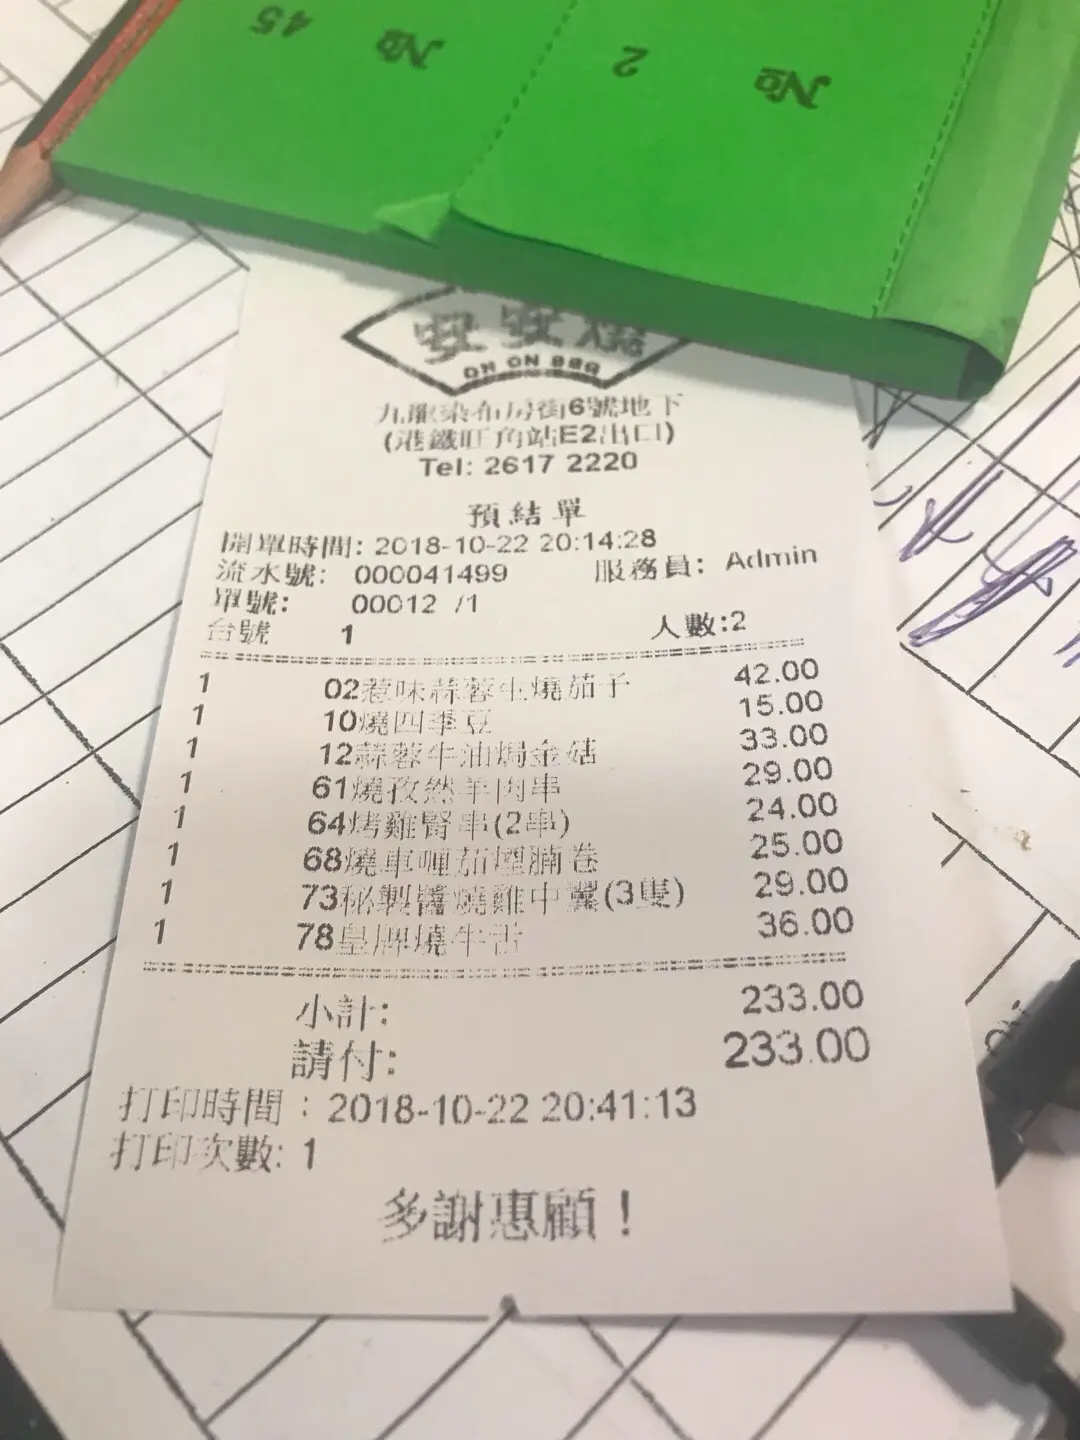 № 45
№ 2
安安燒
ON ON BBQ
九龍染布房街6號地下
(港鐵旺角站E2出口)
Tel: 2617 2220
預結單
開單時間: 2018-10-22 20:14:28
流水號: 000041499 服務員: Admin
單號: 00012 /1
台號 1 人數:2
1 02惹味蒜蓉生燒茄子 42.00
1 10燒四季豆 15.00
1 12蒜蓉牛油焗金菇 33.00
1 61燒孜然羊肉串 29.00
1 64烤雞腎串(2串) 24.00
1 68燒車喱茄煙腩卷 25.00
1 73秘製醬燒雞中翼(3隻) 29.00
1 78皇牌燒牛舌 36.00
小計: 233.00
請付: 233.00
打印時間: 2018-10-22 20:41:13
打印次數: 1
多謝惠顧！